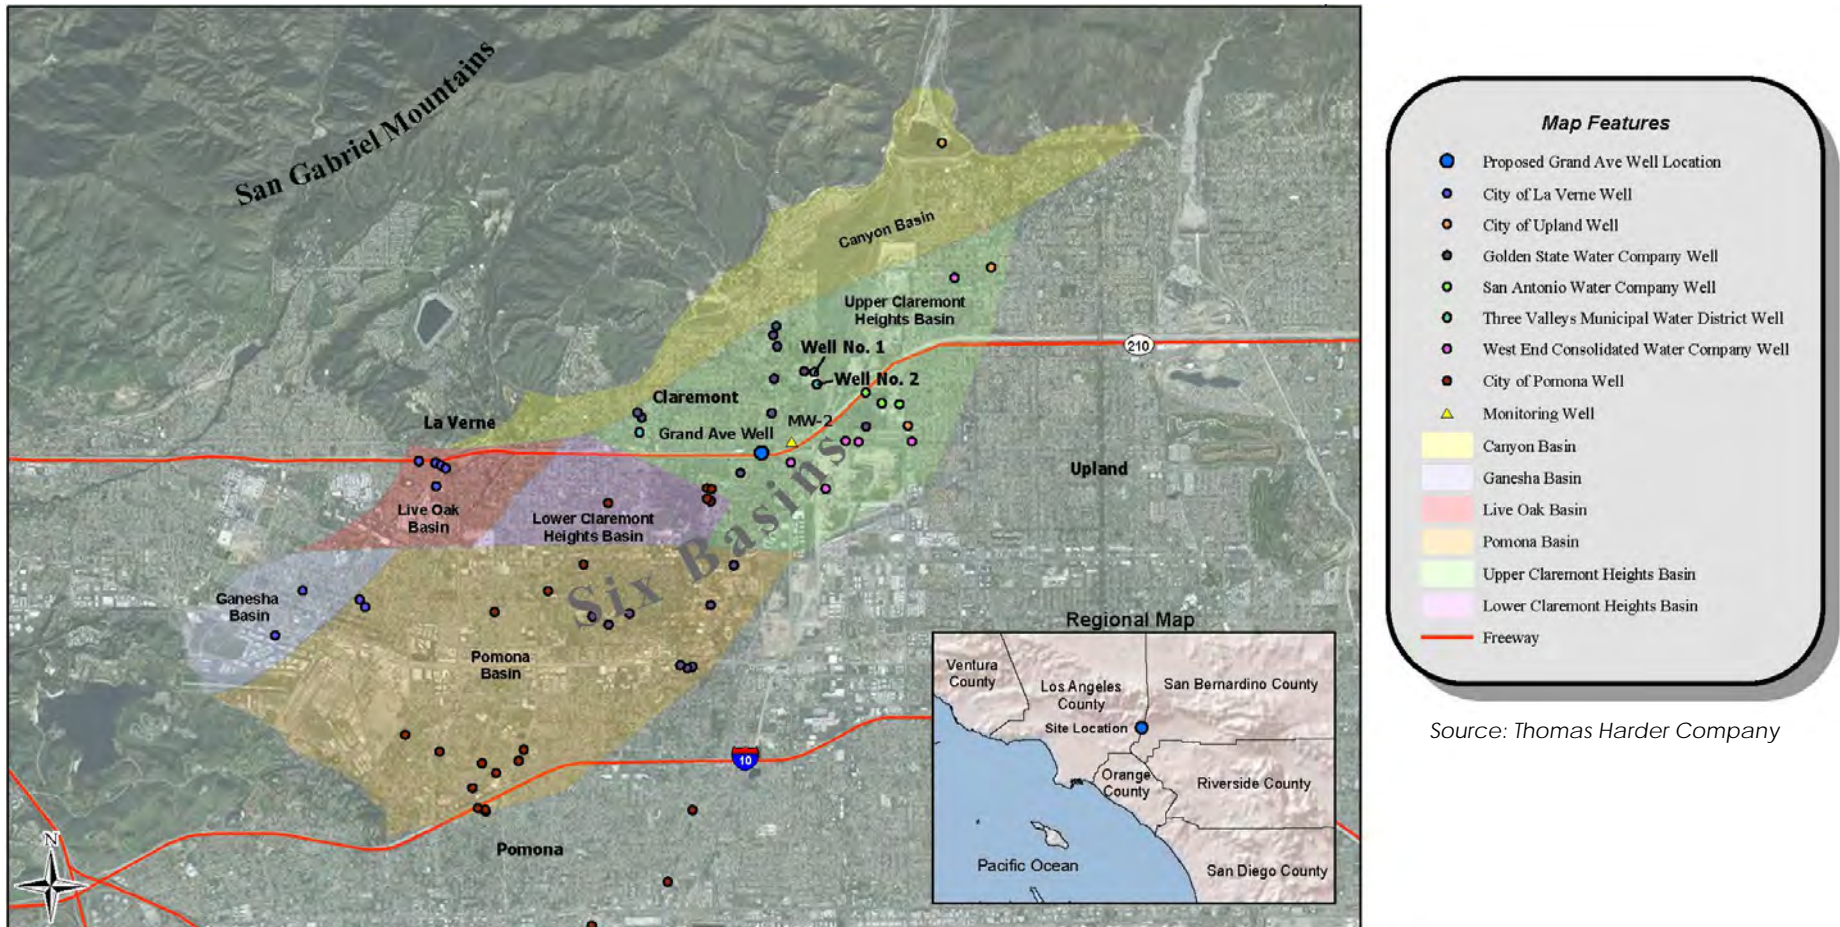 San Gabriel Mountains
Canyon Basin
Upper Claremont
Heights Basin
Well No. 1
210
Well No. 2
Claremont
La Verne
MW-2
Grand Ave Well
Upland
Live Oak
Basin
Lower Claremont
Heights Basin
Six Basins
Ganesha
Basin
Pomona
Basin
10
Pomona
N
Regional Map
Ventura
County
Los Angeles
County
San Bernardino County
Site Location
Orange
County
Riverside County
Pacific Ocean
San Diego County
Map Features
Proposed Grand Ave Well Location
City of La Verne Well
City of Upland Well
Golden State Water Company Well
San Antonio Water Company Well
Three Valleys Municipal Water District Well
West End Consolidated Water Company Well
City of Pomona Well
Monitoring Well
Canyon Basin
Ganesha Basin
Live Oak Basin
Pomona Basin
Upper Claremont Heights Basin
Lower Claremont Heights Basin
Freeway
Source: Thomas Harder Company